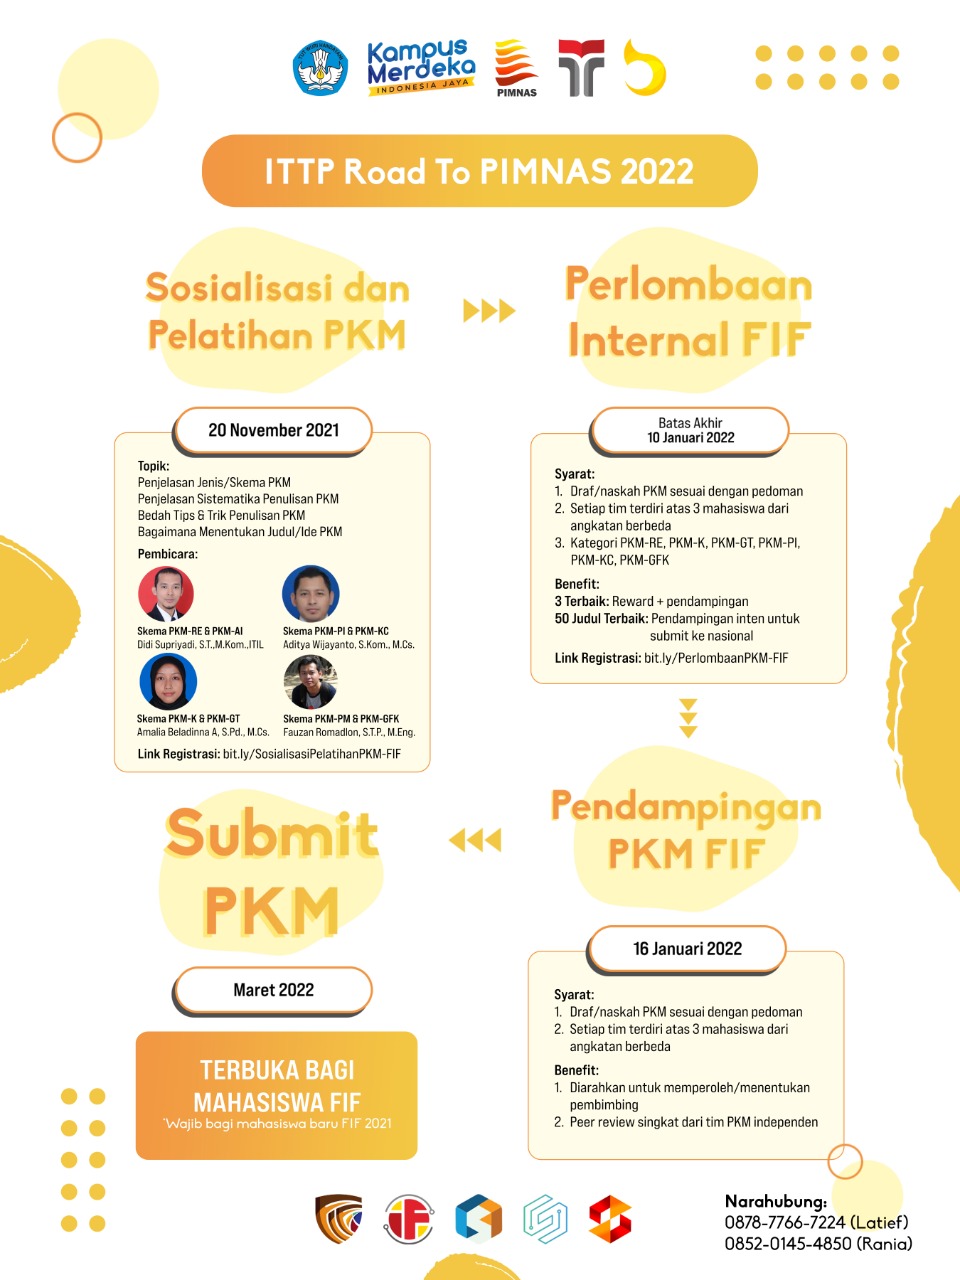 TUT WURI HANDAYANI
Kampus
Merdeka
INDONESIA JAYA
PIMNAS
ITTP Road To PIMNAS 2022
Sosialisasi dan
Pelatihan PKM
20 November 2021
Topik:
Penjelasan Jenis/Skema PKM
Penjelasan Sistematika Penulisan PKM
Bedah Tips & Trik Penulisan PKM
Bagaimana Menentukan Judul/Ide PKM
Pembicara:
Skema PKM-RE & PKM-AI
Didi Supriyadi, S.T.,M.Kom.,ITIL
Skema PKM-PI & PKM-KC
Aditya Wijayanto, S.Kom., M.Cs.
Skema PKM-K & PKM-GT
Amalia Beladinna A, S.Pd., M.Cs.
Skema PKM-PM & PKM-GFK
Fauzan Romadlon, S.T.P., M.Eng.
Link Registrasi: bit.ly/SosialisasiPelatihanPKM-FIF
Perlombaan
Internal FIF
Batas Akhir
10 Januari 2022
Syarat:
1. Draf/naskah PKM sesuai dengan pedoman
2. Setiap tim terdiri atas 3 mahasiswa dari
angkatan berbeda
3. Kategori PKM-RE, PKM-K, PKM-GT, PKM-PI,
PKM-KC, PKM-GFK
Benefit:
3 Terbaik: Reward + pendampingan
50 Judul Terbaik: Pendampingan inten untuk
submit ke nasional
Link Registrasi: bit.ly/PerlombaanPKM-FIF
Pendampingan
PKM FIF
16 Januari 2022
Syarat:
1. Draf/naskah PKM sesuai dengan pedoman
2. Setiap tim terdiri atas 3 mahasiswa dari
angkatan berbeda
Benefit:
1. Diarahkan untuk memperoleh/menentukan
pembimbing
2. Peer review singkat dari tim PKM independen
Submit
PKM
Maret 2022
TERBUKA BAGI
MAHASISWA FIF
*Wajib bagi mahasiswa baru FIF 2021
Narahubung:
0878-7766-7224 (Latief)
0852-0145-4850 (Rania)